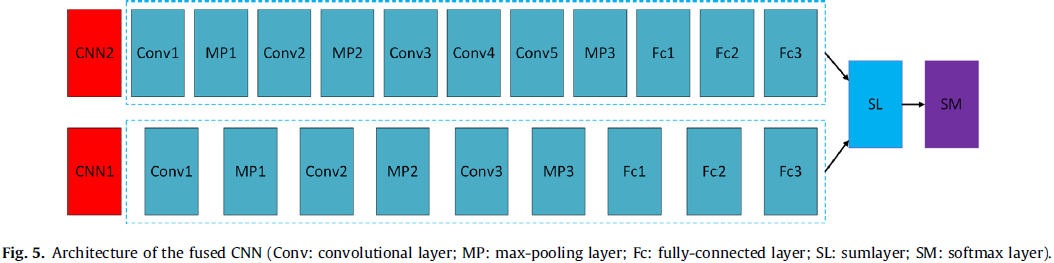 CNN2 Conv1 MP1 Conv2 MP2 Conv3 Conv4 Conv5 MP3 Fc1 Fc2 Fc3
SL SM
CNN1 Conv1 MP1 Conv2 MP2 Conv3 MP3 Fc1 Fc2 Fc3
Fig. 5. Architecture of the fused CNN (Conv: convolutional layer; MP: max-pooling layer; Fc: fully-connected layer; SL: sumlayer; SM: softmax layer).